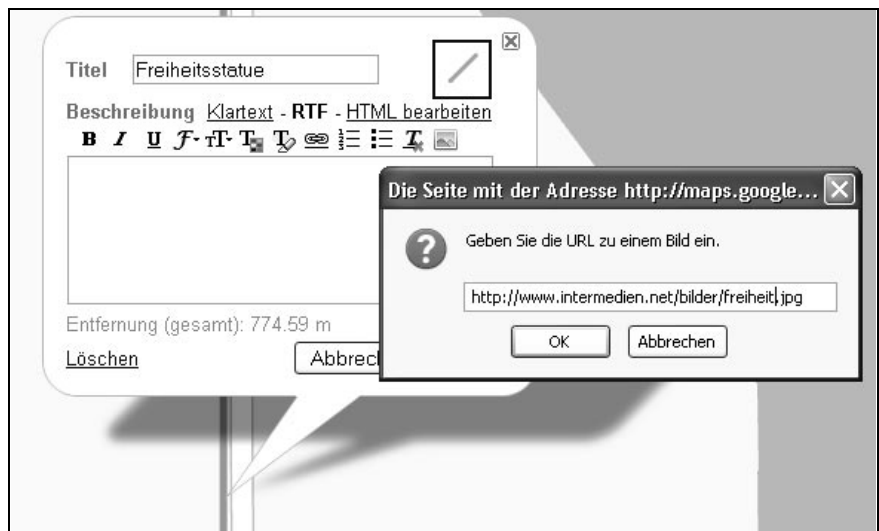 Titel Freiheitsstatue
Beschreibung Klartext - RTF - HTML bearbeiten
B I U F TT T T T
Entfernung (gesamt): 774.59 m
Löschen
Die Seite mit der Adresse http://maps.google...
Geben Sie die URL zu einem Bild ein.
http://www.intermedien.net/bilder/freiheit.jpg
OK Abbrechen